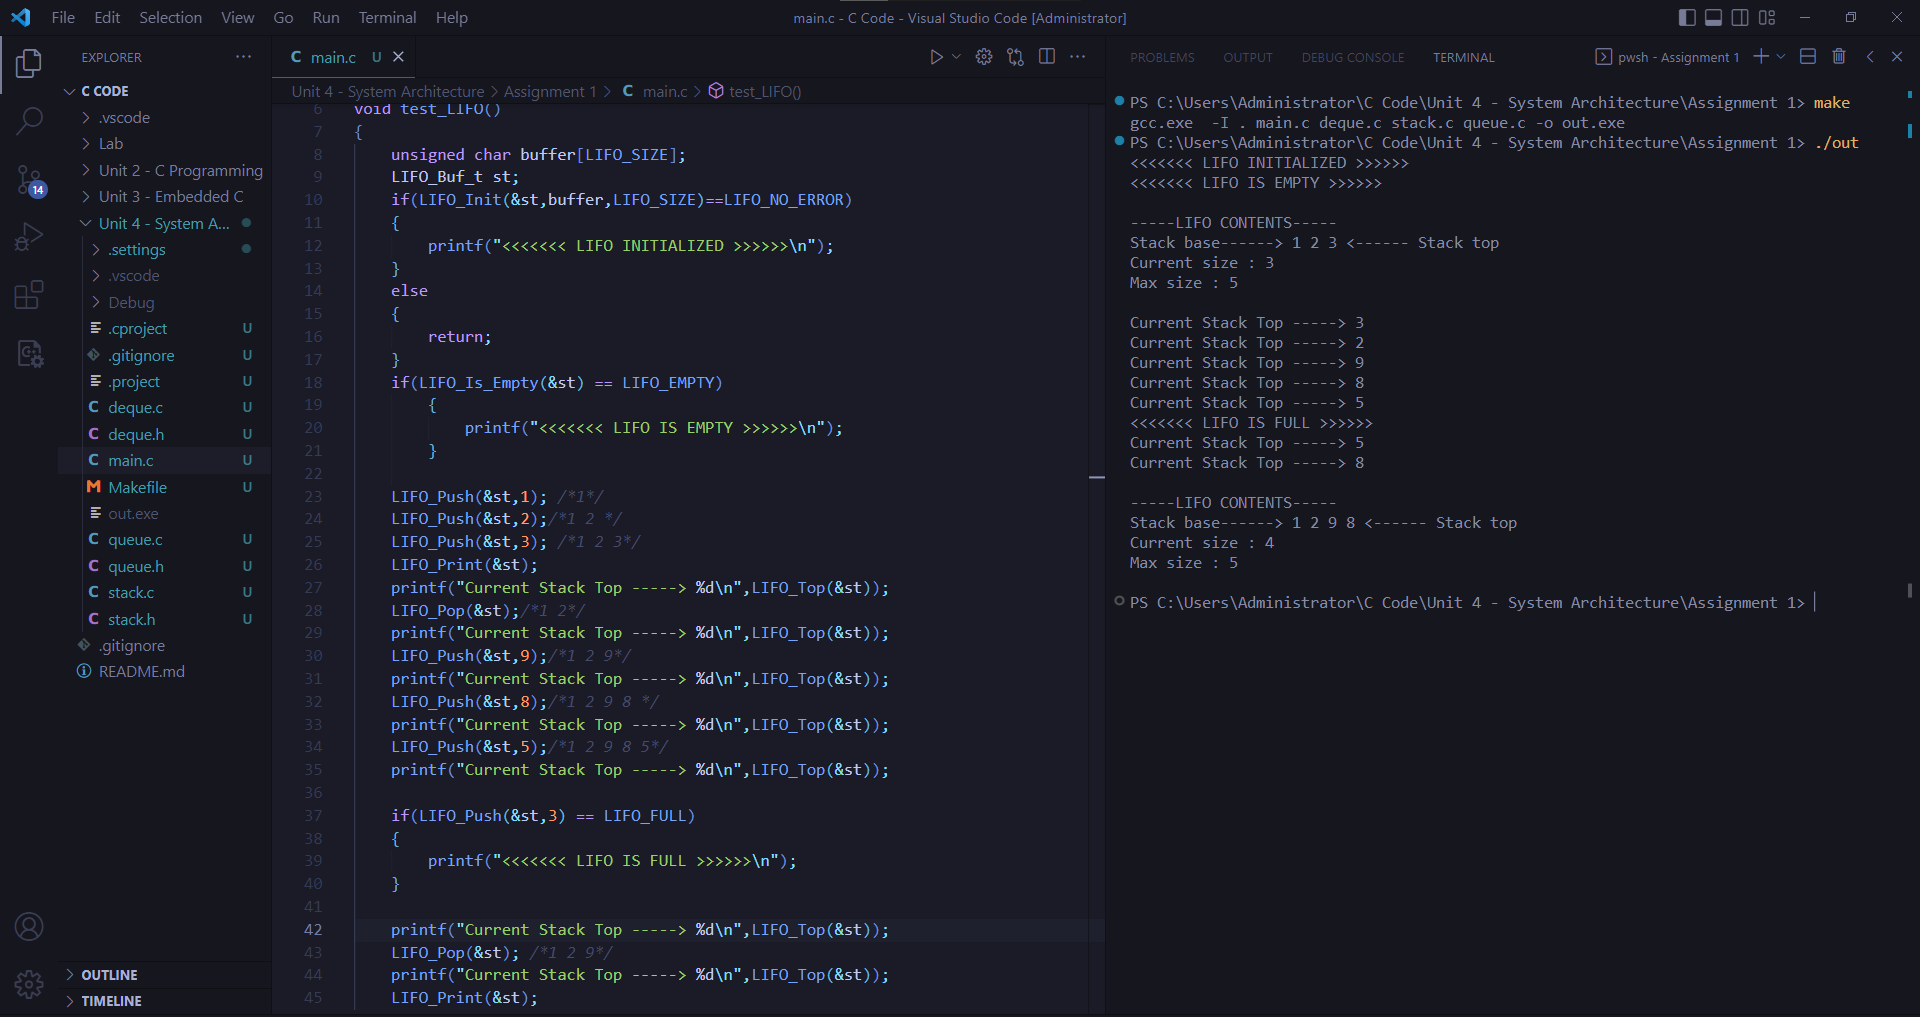 File Edit Selection View Go Run Terminal Help
main.c - C Code - Visual Studio Code [Administrator]
EXPLORER
C CODE
.vscode
Lab
Unit 2 - C Programming
Unit 3 - Embedded C
Unit 4 - System A...
.settings
.vscode
Debug
.cproject U
.gitignore U
.project U
deque.c U
deque.h U
main.c U
Makefile U
out.exe
queue.c U
queue.h U
stack.c U
stack.h U
.gitignore
README.md
OUTLINE
TIMELINE
14
main.c U
Unit 4 - System Architecture > Assignment 1 > C main.c > test_LIFO()
6 void test_LIFO()
7 {
8 unsigned char buffer[LIFO_SIZE];
9 LIFO_Buf_t st;
10 if(LIFO_Init(&st,buffer,LIFO_SIZE)==LIFO_NO_ERROR)
11 {
12 printf("<<<<<<< LIFO INITIALIZED >>>>>>\n");
13 }
14 else
15 {
16 return;
17 }
18 if(LIFO_Is_Empty(&st) == LIFO_EMPTY)
19 {
20 printf("<<<<<<< LIFO IS EMPTY >>>>>>\n");
21 }
22
23 LIFO_Push(&st,1); /*1*/
24 LIFO_Push(&st,2);/*1 2 */
25 LIFO_Push(&st,3); /*1 2 3*/
26 LIFO_Print(&st);
27 printf("Current Stack Top -----> %d\n",LIFO_Top(&st));
28 LIFO_Pop(&st);/*1 2*/
29 printf("Current Stack Top -----> %d\n",LIFO_Top(&st));
30 LIFO_Push(&st,9);/*1 2 9*/
31 printf("Current Stack Top -----> %d\n",LIFO_Top(&st));
32 LIFO_Push(&st,8);/*1 2 9 8 */
33 printf("Current Stack Top -----> %d\n",LIFO_Top(&st));
34 LIFO_Push(&st,5);/*1 2 9 8 5*/
35 printf("Current Stack Top -----> %d\n",LIFO_Top(&st));
36
37 if(LIFO_Push(&st,3) == LIFO_FULL)
38 {
39 printf("<<<<<<< LIFO IS FULL >>>>>>\n");
40 }
41
42 printf("Current Stack Top -----> %d\n",LIFO_Top(&st));
43 LIFO_Pop(&st); /*1 2 9*/
44 printf("Current Stack Top -----> %d\n",LIFO_Top(&st));
45 LIFO_Print(&st);
PROBLEMS OUTPUT DEBUG CONSOLE TERMINAL pwsh - Assignment 1
PS C:\Users\Administrator\C Code\Unit 4 - System Architecture\Assignment 1> make
gcc.exe  -I . main.c deque.c stack.c queue.c -o out.exe
PS C:\Users\Administrator\C Code\Unit 4 - System Architecture\Assignment 1> ./out
<<<<<<< LIFO INITIALIZED >>>>>>
<<<<<<< LIFO IS EMPTY >>>>>>
-----LIFO CONTENTS-----
Stack base------> 1 2 3 <------ Stack top
Current size : 3
Max size : 5
Current Stack Top -----> 3
Current Stack Top -----> 2
Current Stack Top -----> 9
Current Stack Top -----> 8
Current Stack Top -----> 5
<<<<<<< LIFO IS FULL >>>>>>
Current Stack Top -----> 5
Current Stack Top -----> 8
-----LIFO CONTENTS-----
Stack base------> 1 2 9 8 <------ Stack top
Current size : 4
Max size : 5
PS C:\Users\Administrator\C Code\Unit 4 - System Architecture\Assignment 1>